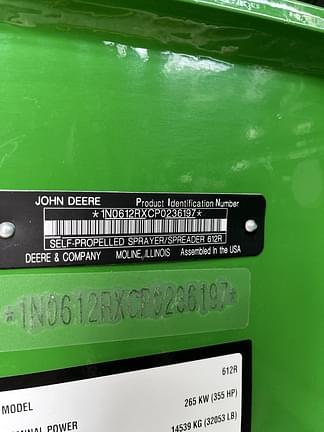 JOHN DEERE Product Identification Number
*1N0612RXCP0236197*
SELF-PROPELLED SPRAYER/SPREADER 612R
DEERE & COMPANY MOLINE, ILLINOIS Assembled in the USA
*1N0612RXCP0236197*
612R
MODEL 265 KW (355 HP)
MINAL POWER 14539 KG (32053 LB)